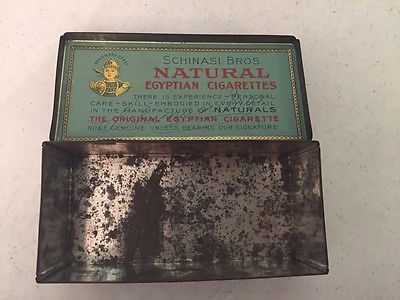 SCHINASI BROS.
NATURAL
EGYPTIAN CIGARETTES
THERE IS EXPERIENCE - PERSONAL
CARE - SKILL - EMBODIED IN EVERY DETAIL
IN THE MANUFACTURE OF NATURALS
THE ORIGINAL EGYPTIAN CIGARETTE
NONE GENUINE UNLESS BEARING OUR SIGNATURE